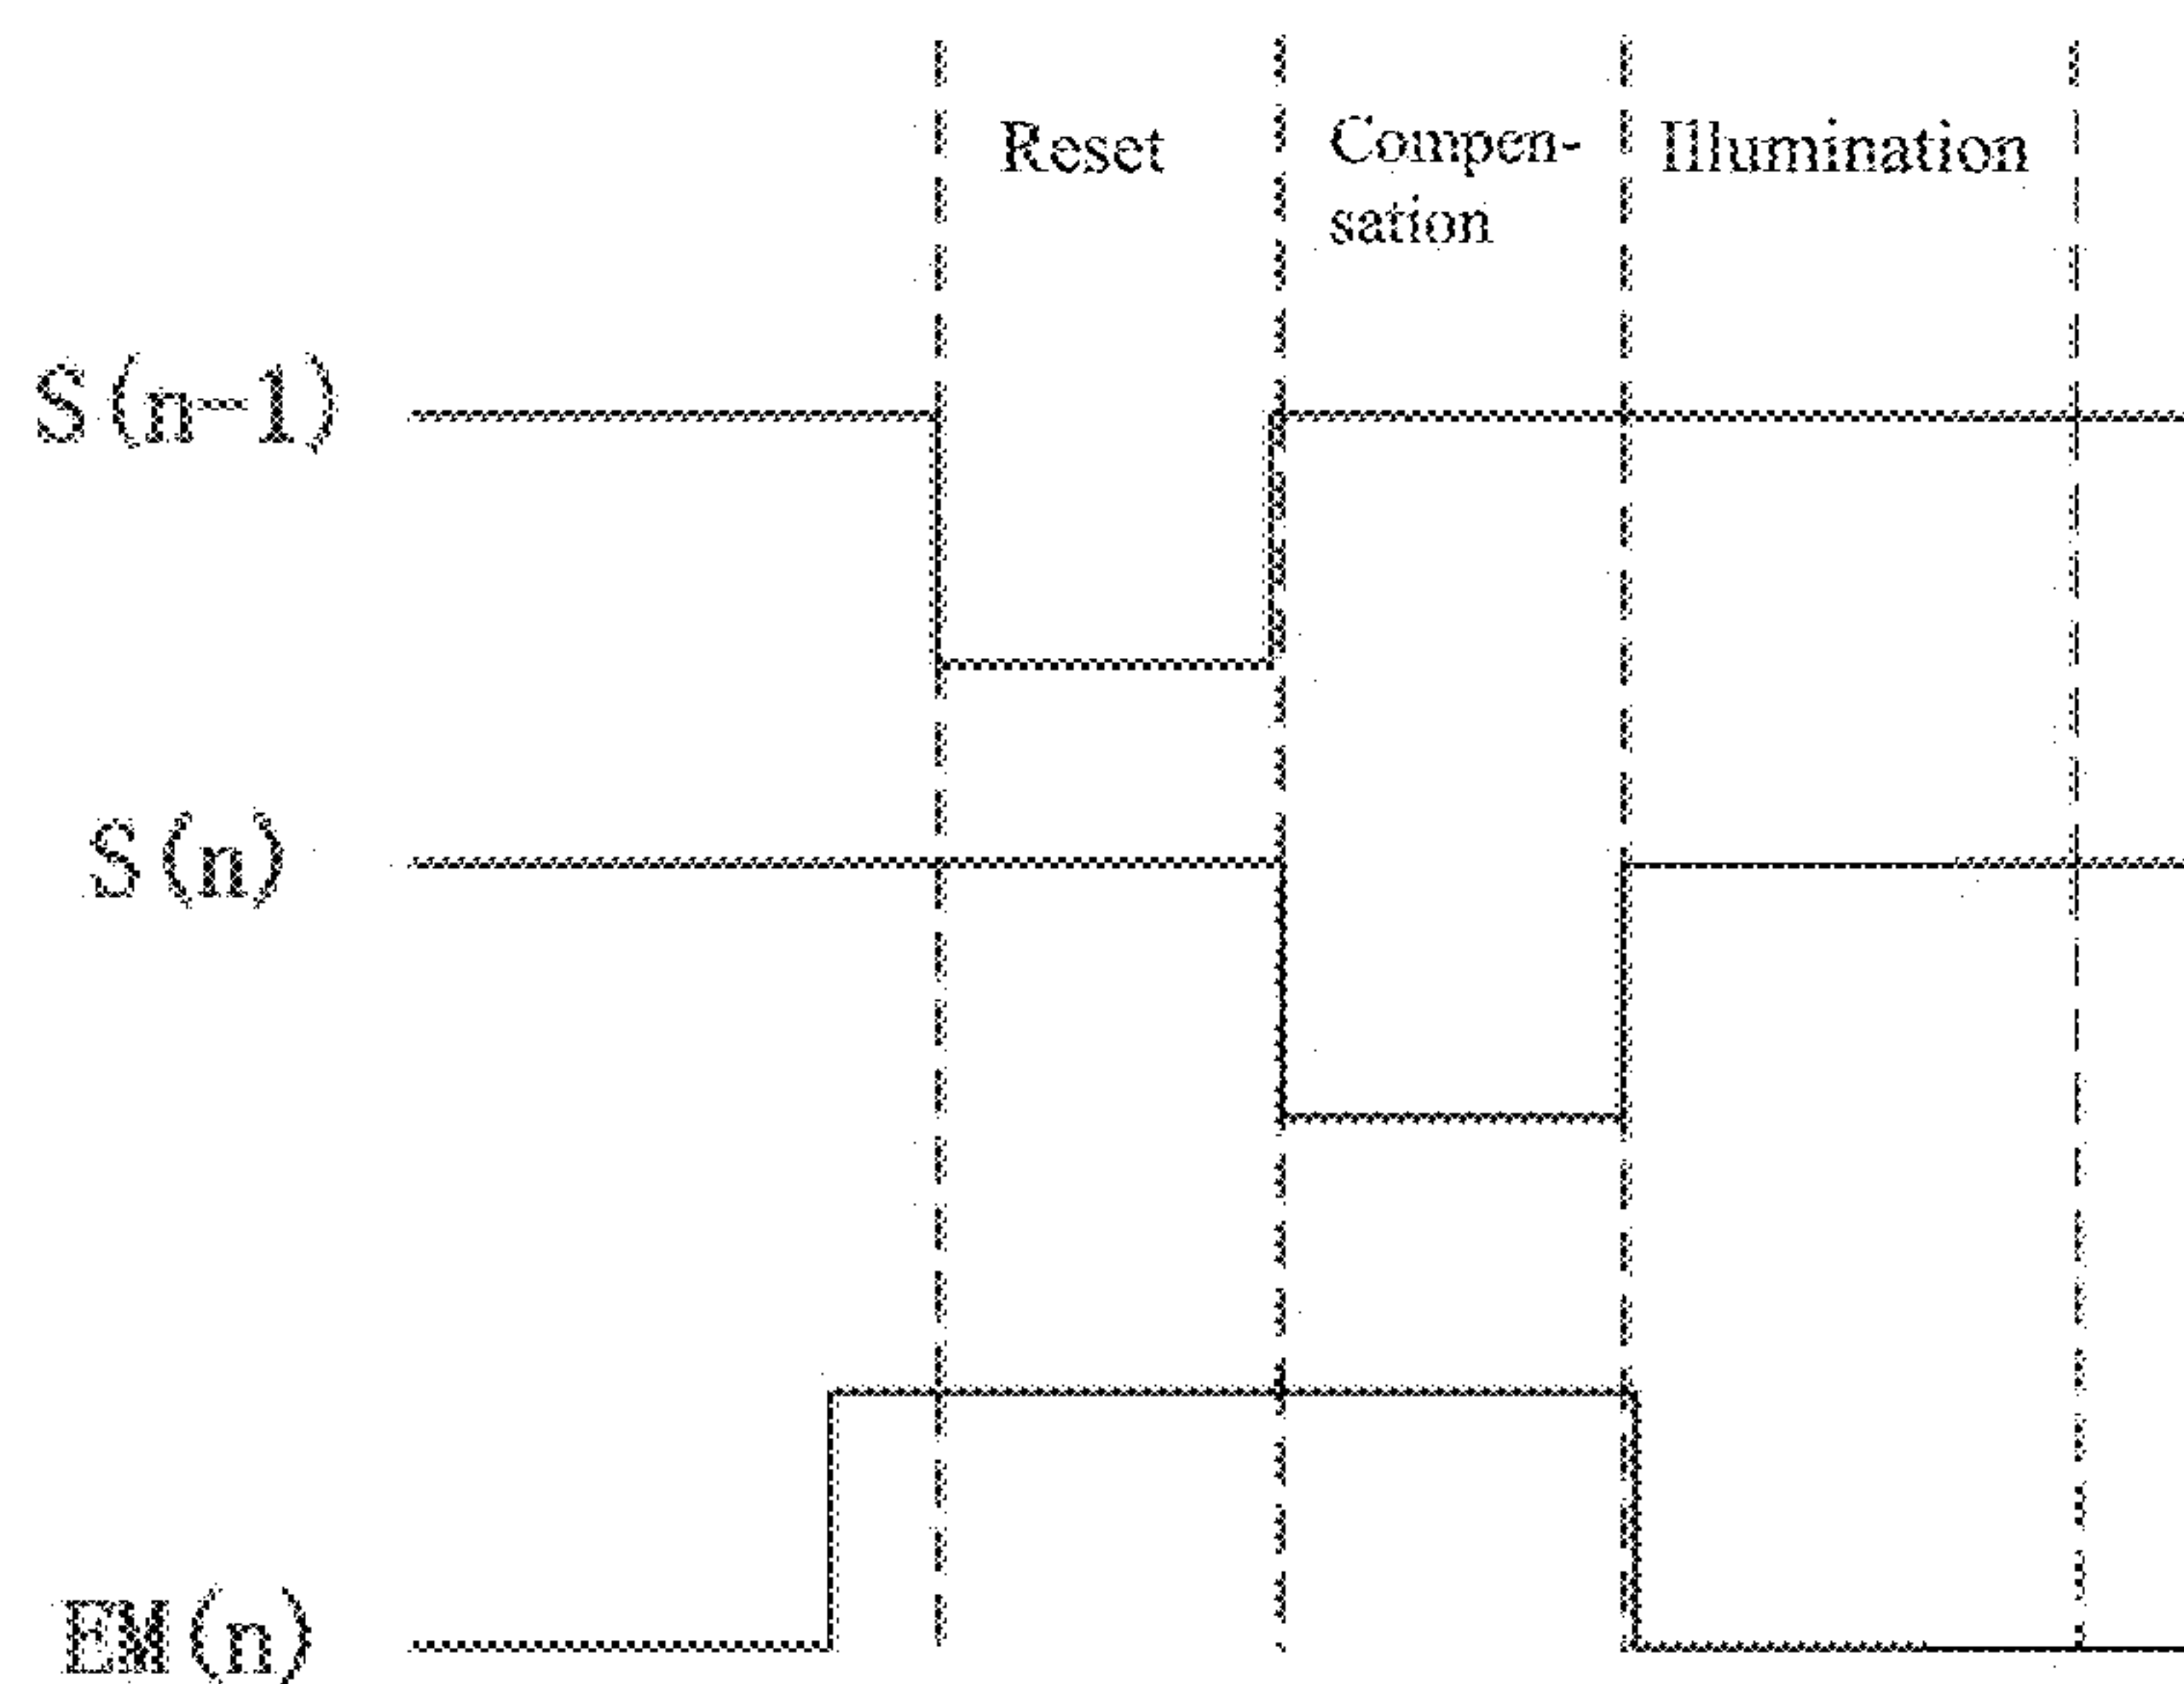 Reset
Compen-
sation
Illumination
S(n-1)
S(n)
EM(n)